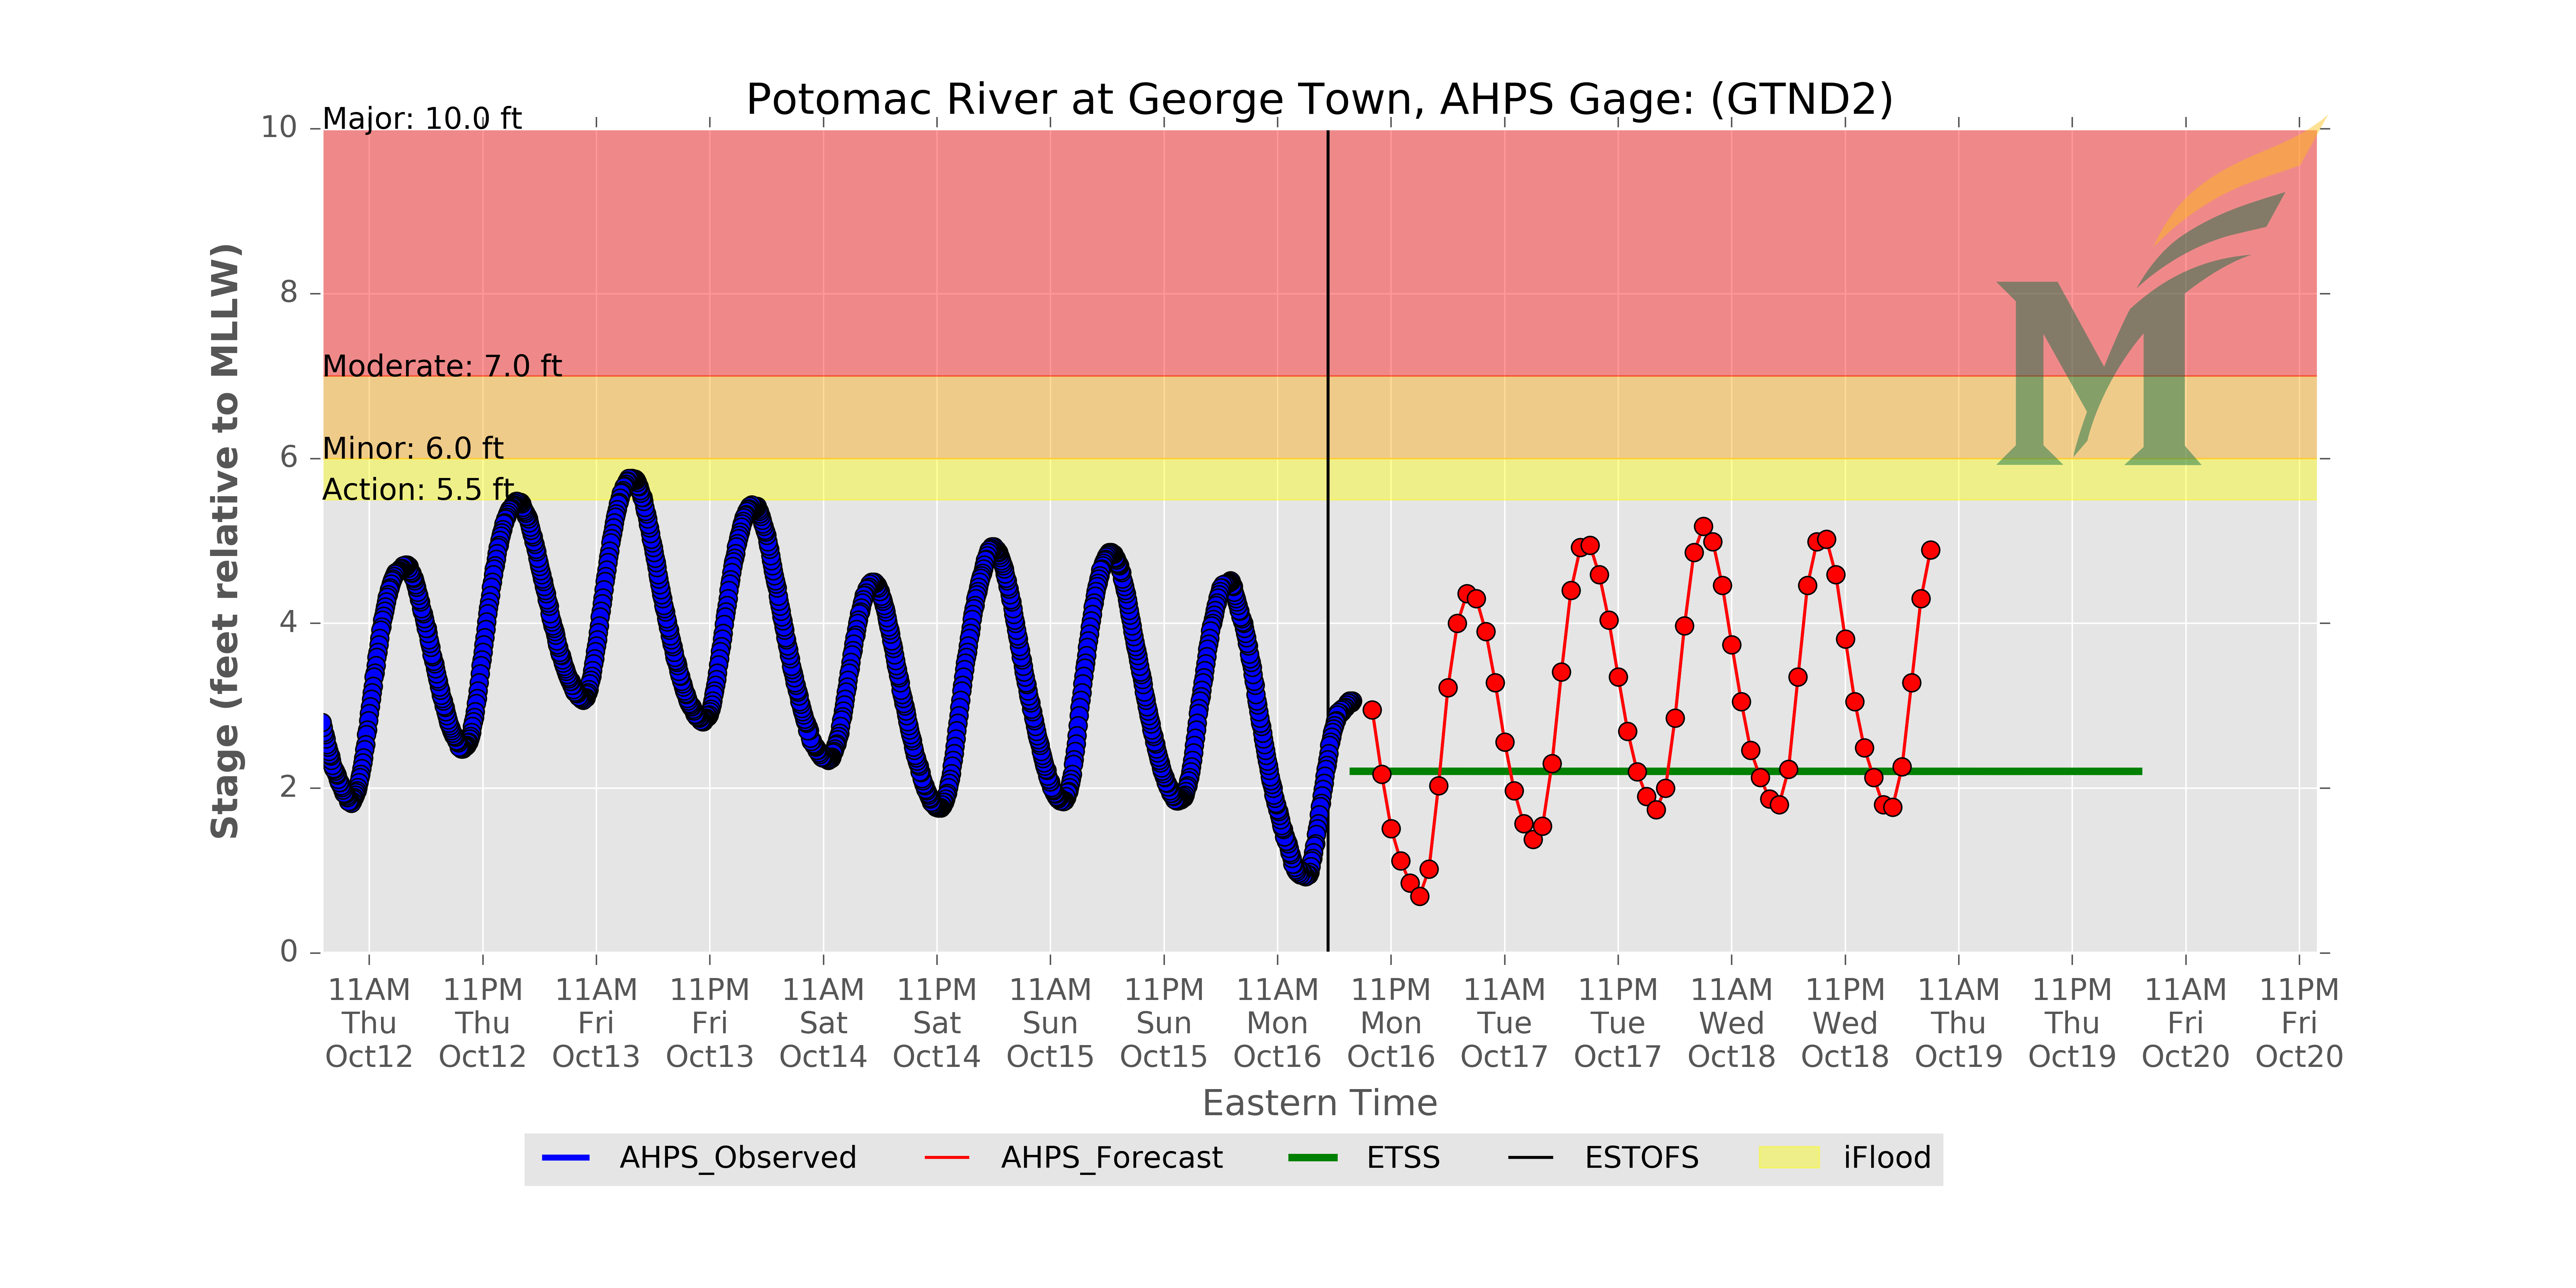 Potomac River at George Town, AHPS Gage: (GTND2)
Major: 10.0 ft
Moderate: 7.0 ft
Minor: 6.0 ft
Action: 5.5 ft
Stage (feet relative to MLLW)
10
8
6
4
2
0
11AM 11PM 11AM 11PM 11AM 11PM 11AM 11PM 11AM 11PM 11AM 11PM 11AM 11PM 11AM 11PM 11AM 11PM
Thu Thu Fri Fri Sat Sat Sun Sun Mon Mon Tue Tue Wed Wed Thu Thu Fri Fri
Oct12 Oct12 Oct13 Oct13 Oct14 Oct14 Oct15 Oct15 Oct16 Oct16 Oct17 Oct17 Oct18 Oct18 Oct19 Oct19 Oct20 Oct20
Eastern Time
AHPS_Observed AHPS_Forecast ETSS ESTOFS iFlood